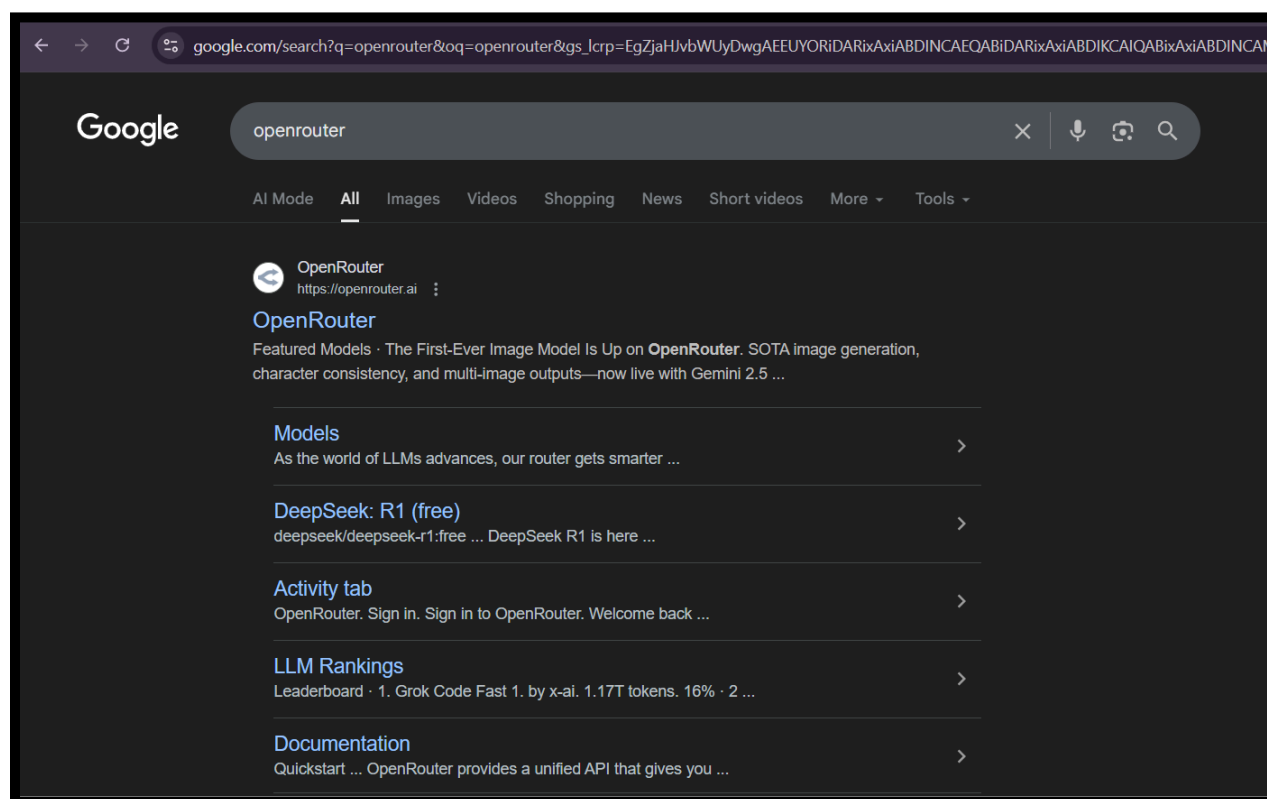 google.com/search?q=openrouter&oq=openrouter&gs_lcrp=EgZjaHJvbWUyDwgAEEUYORiDARixAxiABDINCAEQABiDARixAxiABDIKCAIQABixAxiABDINCAM
Google
openrouter
AI Mode All Images Videos Shopping News Short videos More Tools
OpenRouter
https://openrouter.ai
OpenRouter
Featured Models · The First-Ever Image Model Is Up on OpenRouter. SOTA image generation,
character consistency, and multi-image outputs—now live with Gemini 2.5 ...
Models
As the world of LLMs advances, our router gets smarter ...
DeepSeek: R1 (free)
deepseek/deepseek-r1:free ... DeepSeek R1 is here ...
Activity tab
OpenRouter. Sign in. Sign in to OpenRouter. Welcome back ...
LLM Rankings
Leaderboard · 1. Grok Code Fast 1. by x-ai. 1.17T tokens. 16% · 2 ...
Documentation
Quickstart ... OpenRouter provides a unified API that gives you ...